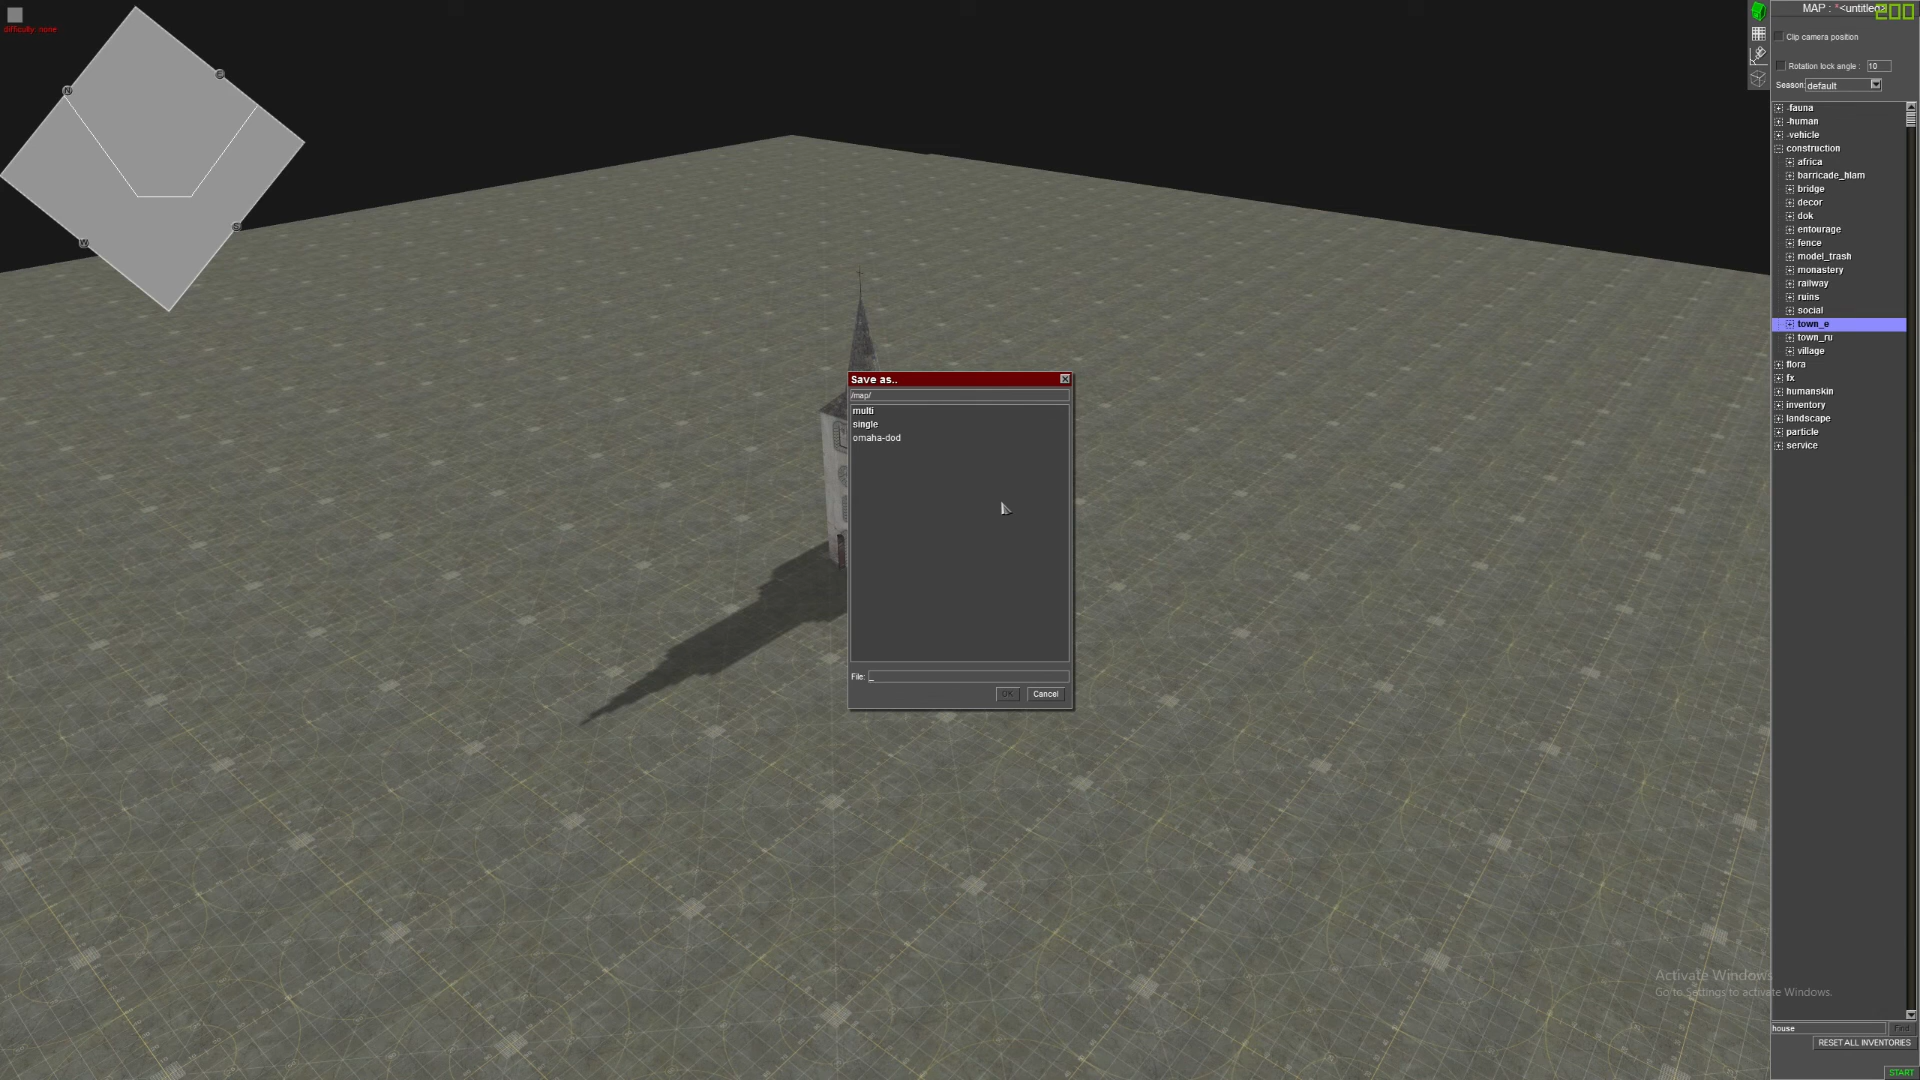 difficulty: none
N
E
S
W
MAP : *<untitled>
200
Clip camera position
Rotation lock angle : 10
Season: default
-fauna
-human
-vehicle
construction
africa
barricade_hlam
bridge
decor
dok
entourage
fence
model_trash
monastery
railway
ruins
social
town_e
town_ru
village
flora
fx
humanskin
inventory
landscape
particle
service
Save as..
/map/
multi
single
omaha-dod
File: _
OK Cancel
Activate Windows
Go to Settings to activate Windows.
house Find
RESET ALL INVENTORIES
START